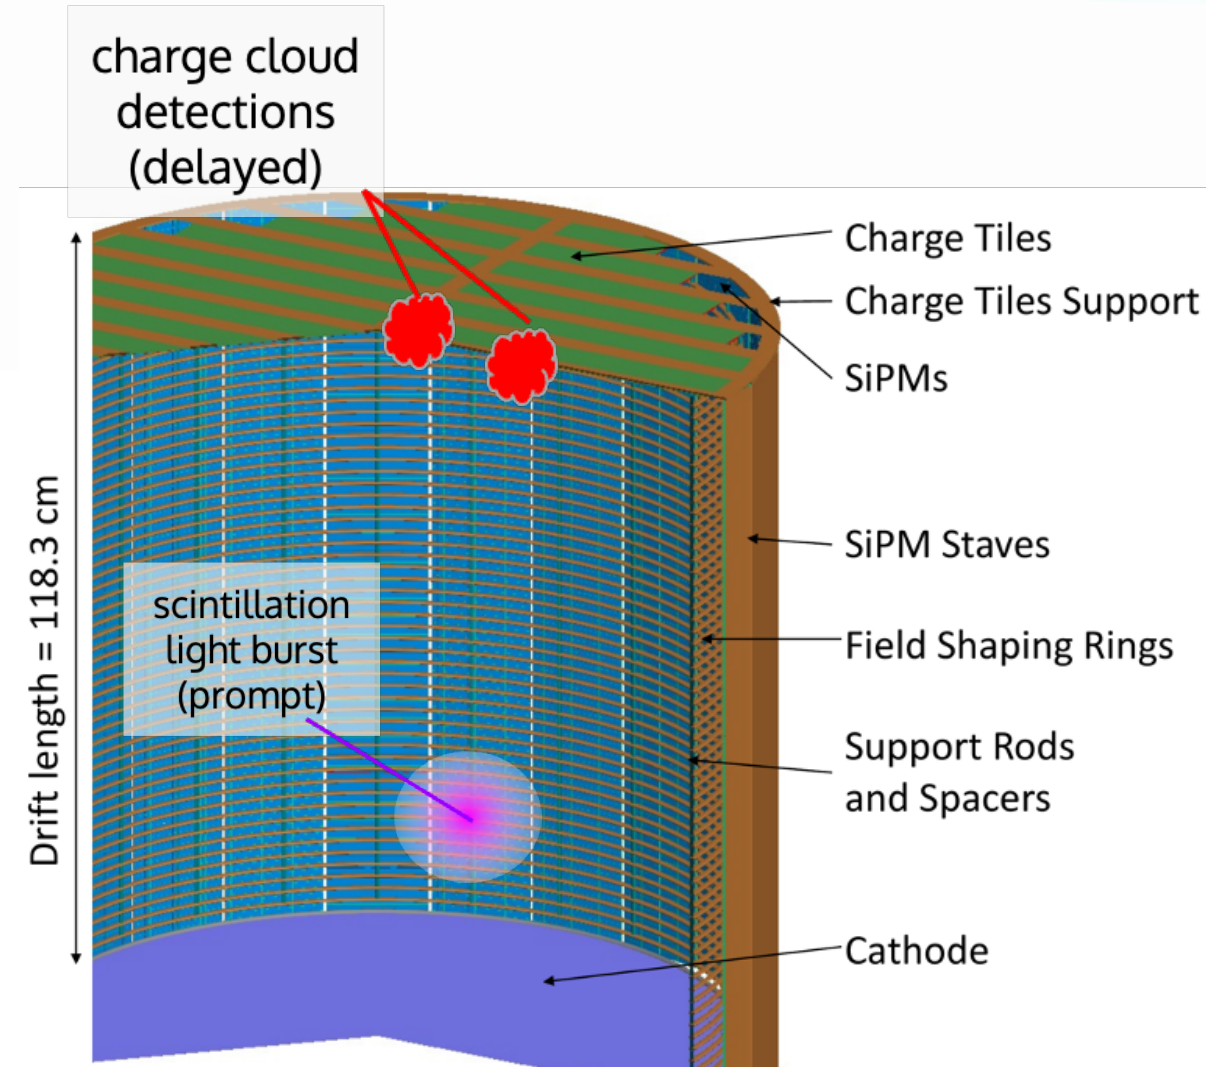 charge cloud
detections
(delayed)
Charge Tiles
Charge Tiles Support
SiPMs
Drift length = 118.3 cm
SiPM Staves
scintillation
light burst
(prompt)
Field Shaping Rings
Support Rods
and Spacers
Cathode